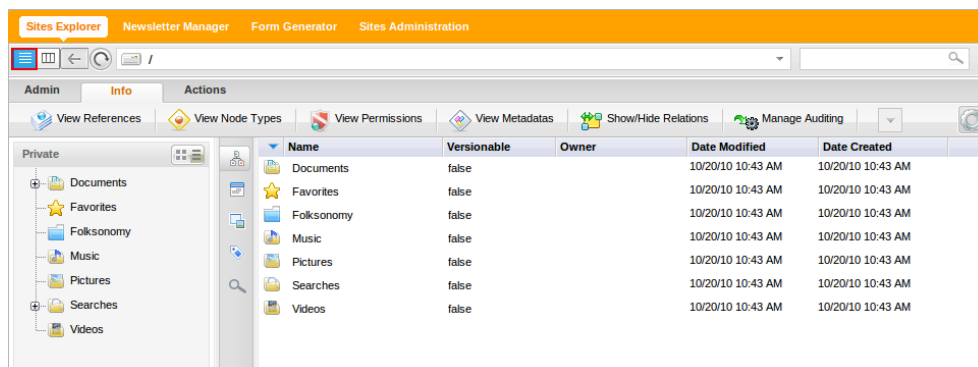 Sites Explorer Newsletter Manager Form Generator Sites Administration
/
Admin Info Actions
View References View Node Types View Permissions View Metadatas Show/Hide Relations Manage Auditing
Private
Documents
Favorites
Folksonomy
Music
Pictures
Searches
Videos
Name Versionable Owner Date Modified Date Created
Documents false 10/20/10 10:43 AM 10/20/10 10:43 AM
Favorites false 10/20/10 10:43 AM 10/20/10 10:43 AM
Folksonomy false 10/20/10 10:43 AM 10/20/10 10:43 AM
Music false 10/20/10 10:43 AM 10/20/10 10:43 AM
Pictures false 10/20/10 10:43 AM 10/20/10 10:43 AM
Searches false 10/20/10 10:43 AM 10/20/10 10:43 AM
Videos false 10/20/10 10:43 AM 10/20/10 10:43 AM